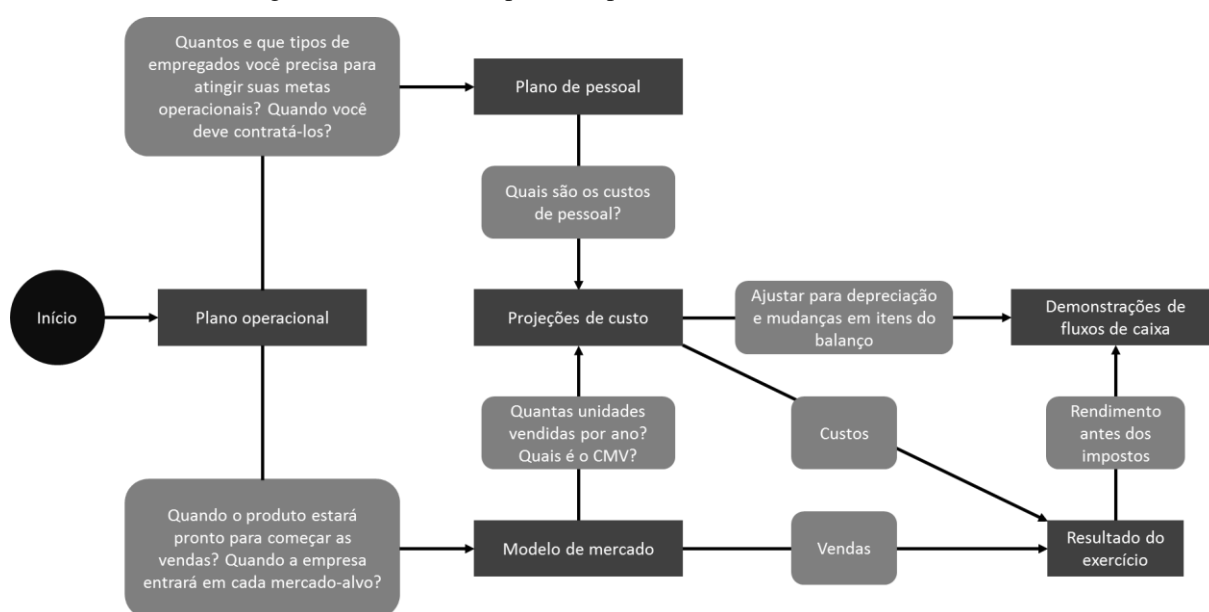 Quantos e que tipos de
empregados você precisa para
atingir suas metas
operacionais? Quando você
deve contratá-los?
Plano de pessoal
Quais são os custos
de pessoal?
Início
Plano operacional
Projeções de custo
Ajustar para depreciação
e mudanças em itens do
balanço
Demonstrações de
fluxos de caixa
Quantas unidades
vendidas por ano?
Quais é o CMV?
Custos
Rendimento
antes dos
impostos
Quando o produto estará
pronto para começar as
vendas? Quando a empresa
entrará em cada mercado-alvo?
Modelo de mercado
Vendas
Resultado do
exercício